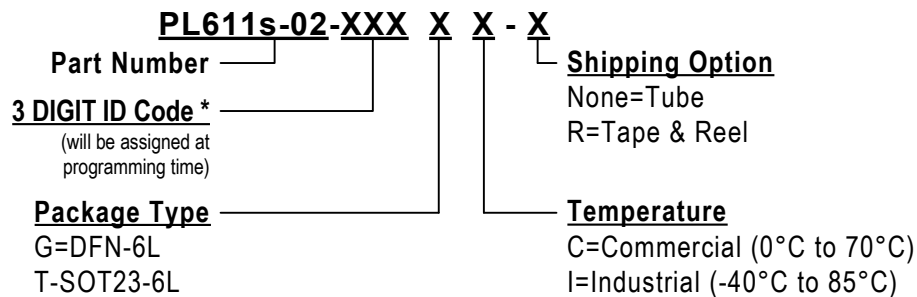 PL611s-02-XXX X X - X
Part Number
3 DIGIT ID Code *
(will be assigned at
programming time)
Package Type
G=DFN-6L
T-SOT23-6L
Shipping Option
None=Tube
R=Tape & Reel
Temperature
C=Commercial (0°C to 70°C)
I=Industrial (-40°C to 85°C)